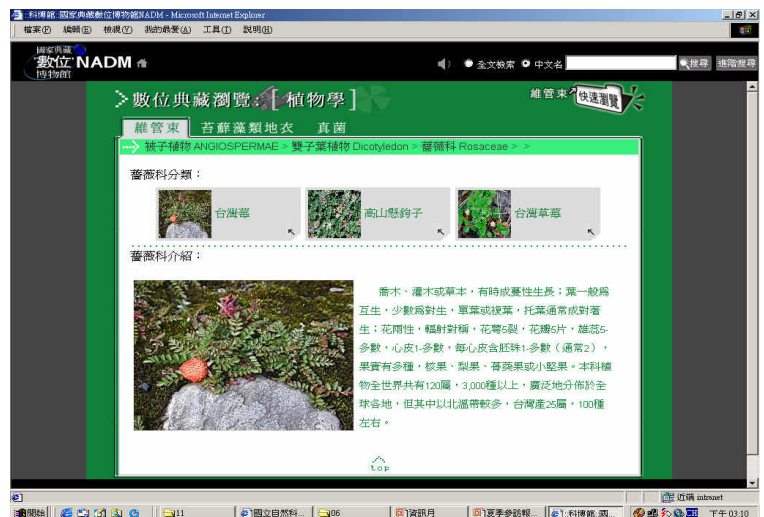 ::科博館::國家典藏數位博物館NADM - Microsoft Internet Explorer
檔案(F) 編輯(E) 檢視(V) 我的最愛(A) 工具(T) 說明(H)
國家典藏
數位 NADM
博物館
全文檢索 中文名 搜尋 進階搜尋
>數位典藏瀏覽:[植物學]
維管束 快速瀏覽
維管束 苔蘚藻類地衣 真菌
被子植物 ANGIOSPERMAE > 雙子葉植物 Dicotyledon > 薔薇科 Rosaceae > >
薔薇科分類:
台灣莓 高山懸鉤子 台灣草莓
薔薇科介紹:
喬木、灌木或草本,有時成蔓性生長;葉一般為
互生,少數為對生,單葉或複葉,托葉通常成對著
生;花兩性,輻射對稱,花萼5裂,花瓣5片,雄蕊5-
多數,心皮1-多數,每心皮含胚珠1-多數(通常2),
果實有多種,核果、梨果、蓇葖果或小堅果。本科植
物全世界共有120屬,3,000種以上,廣泛地分佈於全
球各地,但其中以北溫帶較多,台灣產25屬,100種
左右。
top
近端 intranet
開始 11 國立自然科... 06 資訊月 夏季參訪報... ::科博館::國... 下午 03:10